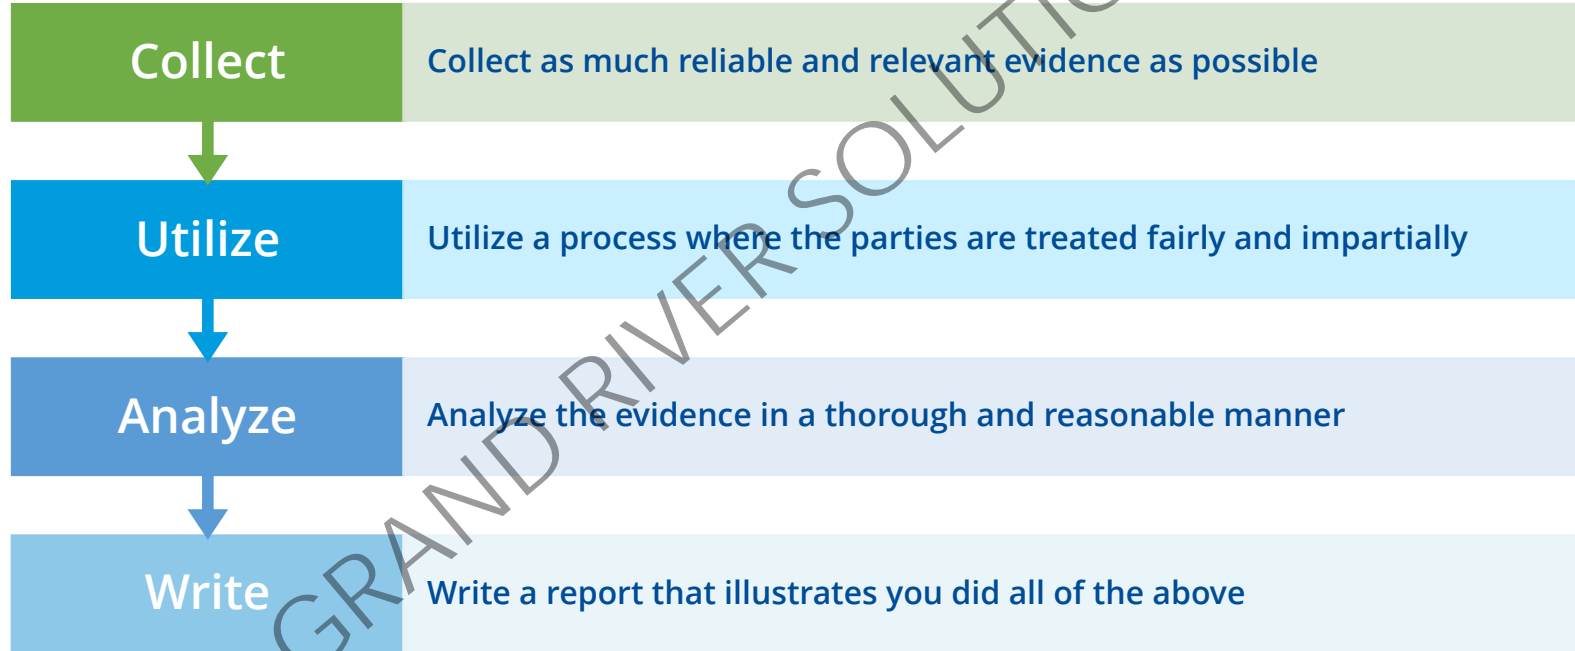 Collect
Collect as much reliable and relevant evidence as possible
Utilize
Utilize a process where the parties are treated fairly and impartially
Analyze
Analyze the evidence in a thorough and reasonable manner
Write
Write a report that illustrates you did all of the above
GRAND RIVER SOLUTIO